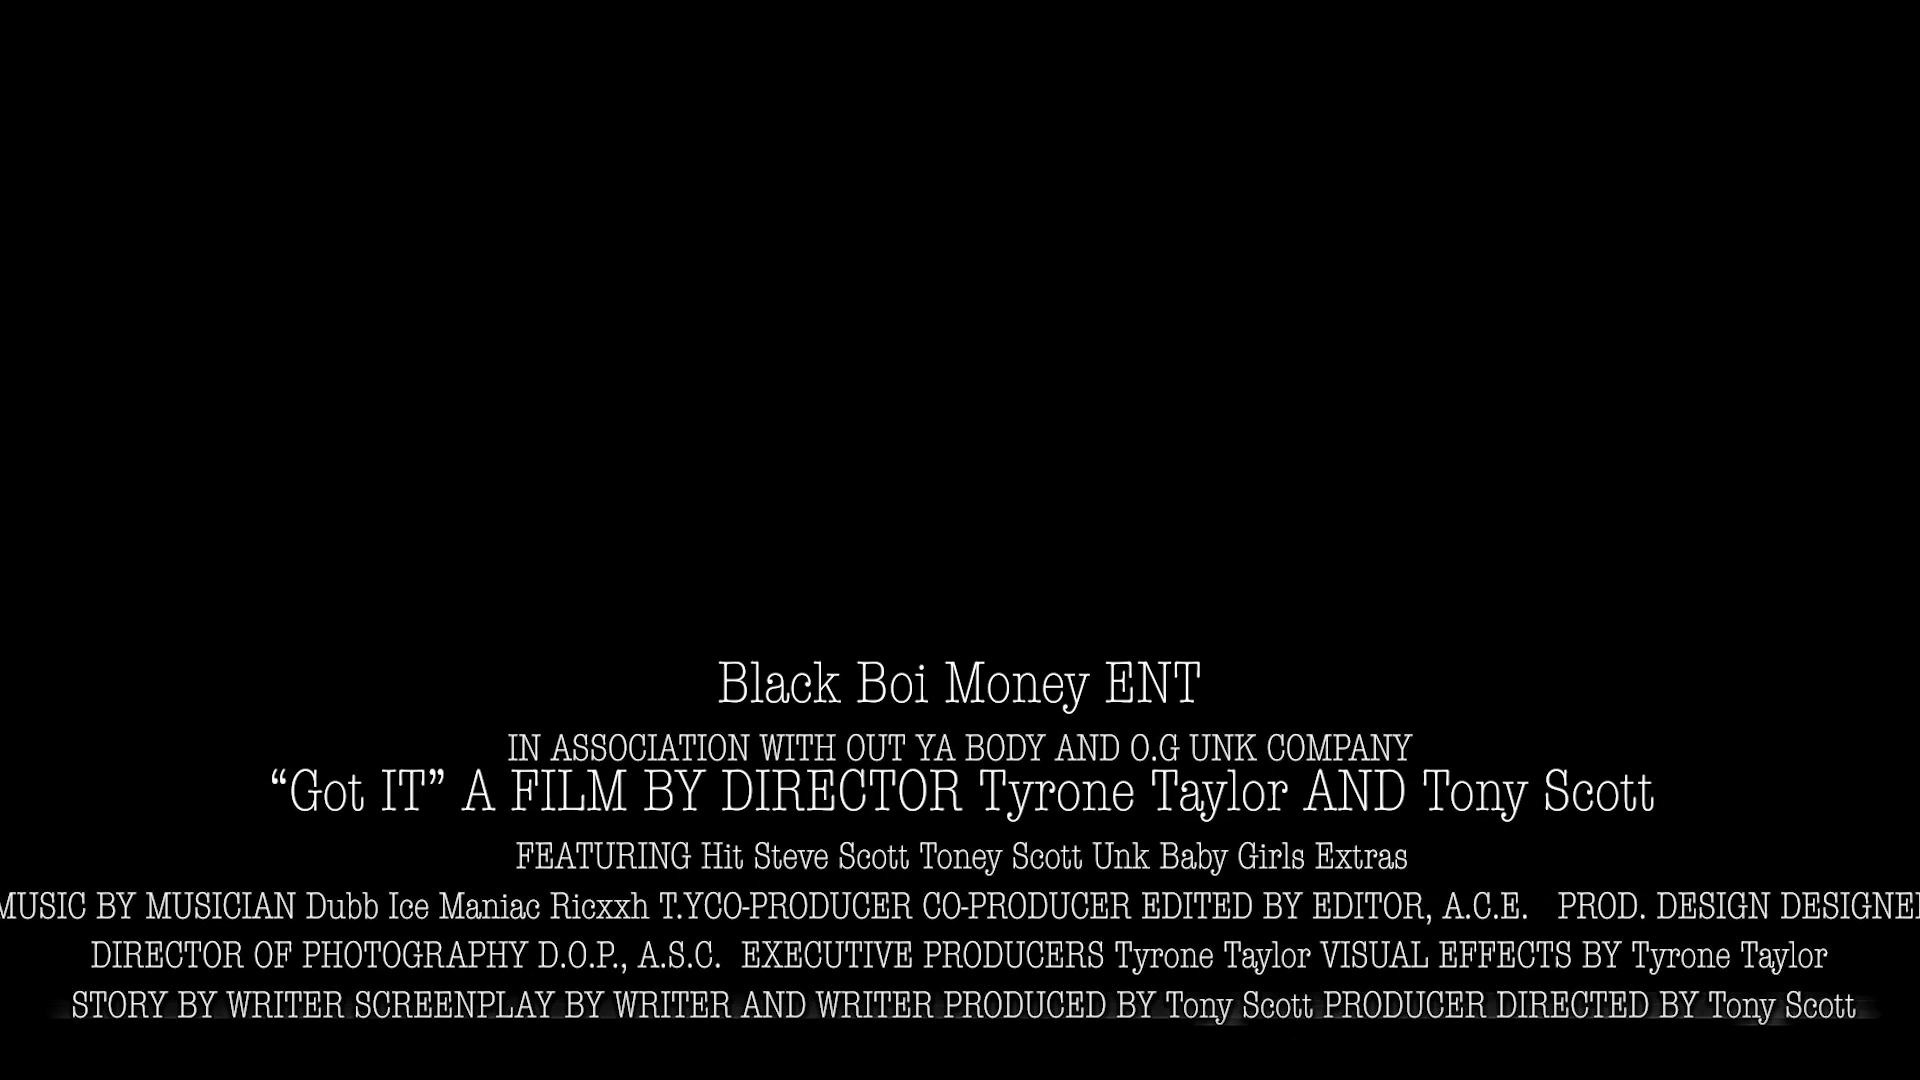 Black Boi Money ENT
IN ASSOCIATION WITH OUT YA BODY AND O.G UNK COMPANY
“Got IT” A FILM BY DIRECTOR Tyrone Taylor AND Tony Scott
FEATURING Hit Steve Scott Toney Scott Unk Baby Girls Extras
MUSIC BY MUSICIAN Dubb Ice Maniac Ricxxh T.YCO-PRODUCER CO-PRODUCER EDITED BY EDITOR, A.C.E. PROD. DESIGN DESIGNER
DIRECTOR OF PHOTOGRAPHY D.O.P., A.S.C. EXECUTIVE PRODUCERS Tyrone Taylor VISUAL EFFECTS BY Tyrone Taylor
STORY BY WRITER SCREENPLAY BY WRITER AND WRITER PRODUCED BY Tony Scott PRODUCER DIRECTED BY Tony Scott